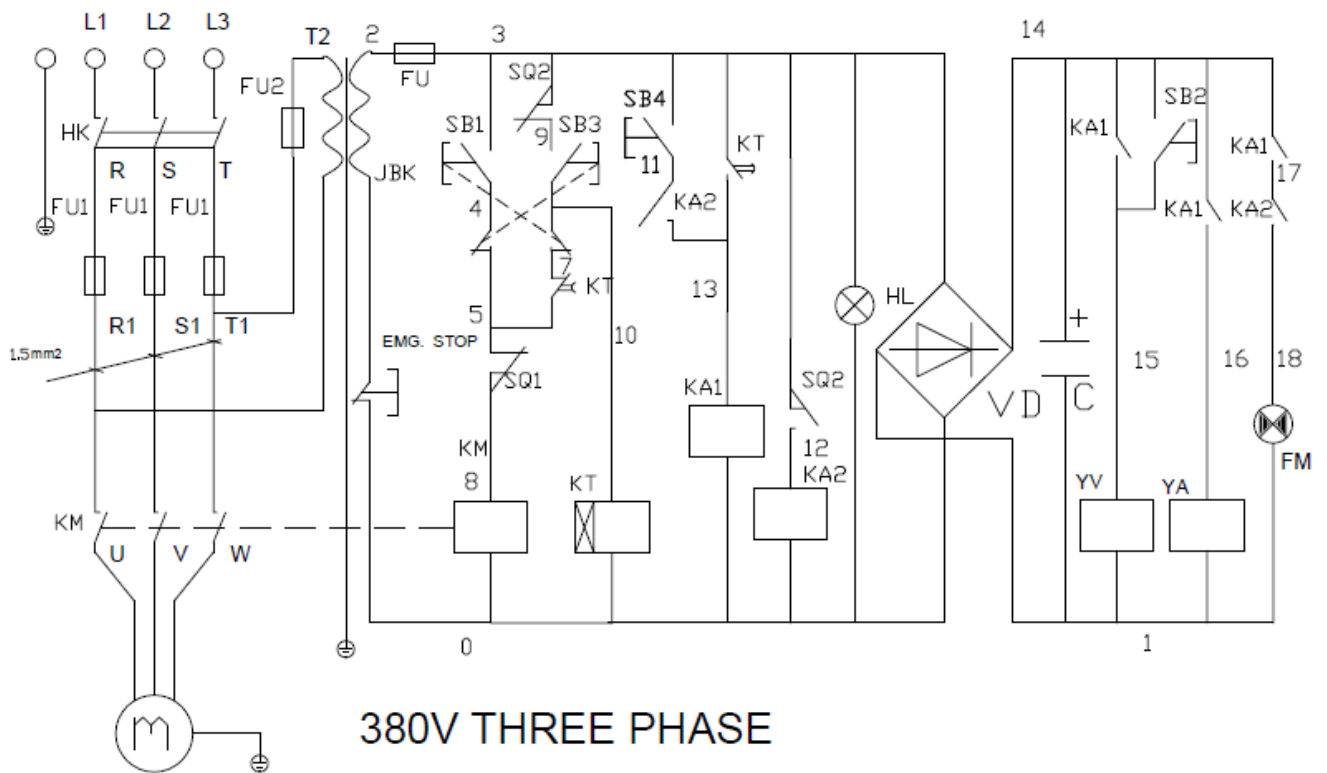 L1 L2 L3 T2 2 3 14
FU2 FU SQ2 SB2
HK SB1 9 SB3 SB4 KT KA1 KA1
R S T JBK 11 17
FU1 FU1 FU1 4 KA2 KA1 KA2
7 KT
R1 S1 T1 5 10 13 HL +
1.5mm2 EMG. STOP 15 16 18
SQ1 KA1 SQ2 VD C
KM 12 FM
8 KT KA2 YV YA
KM
U V W
0 1
M
380V THREE PHASE